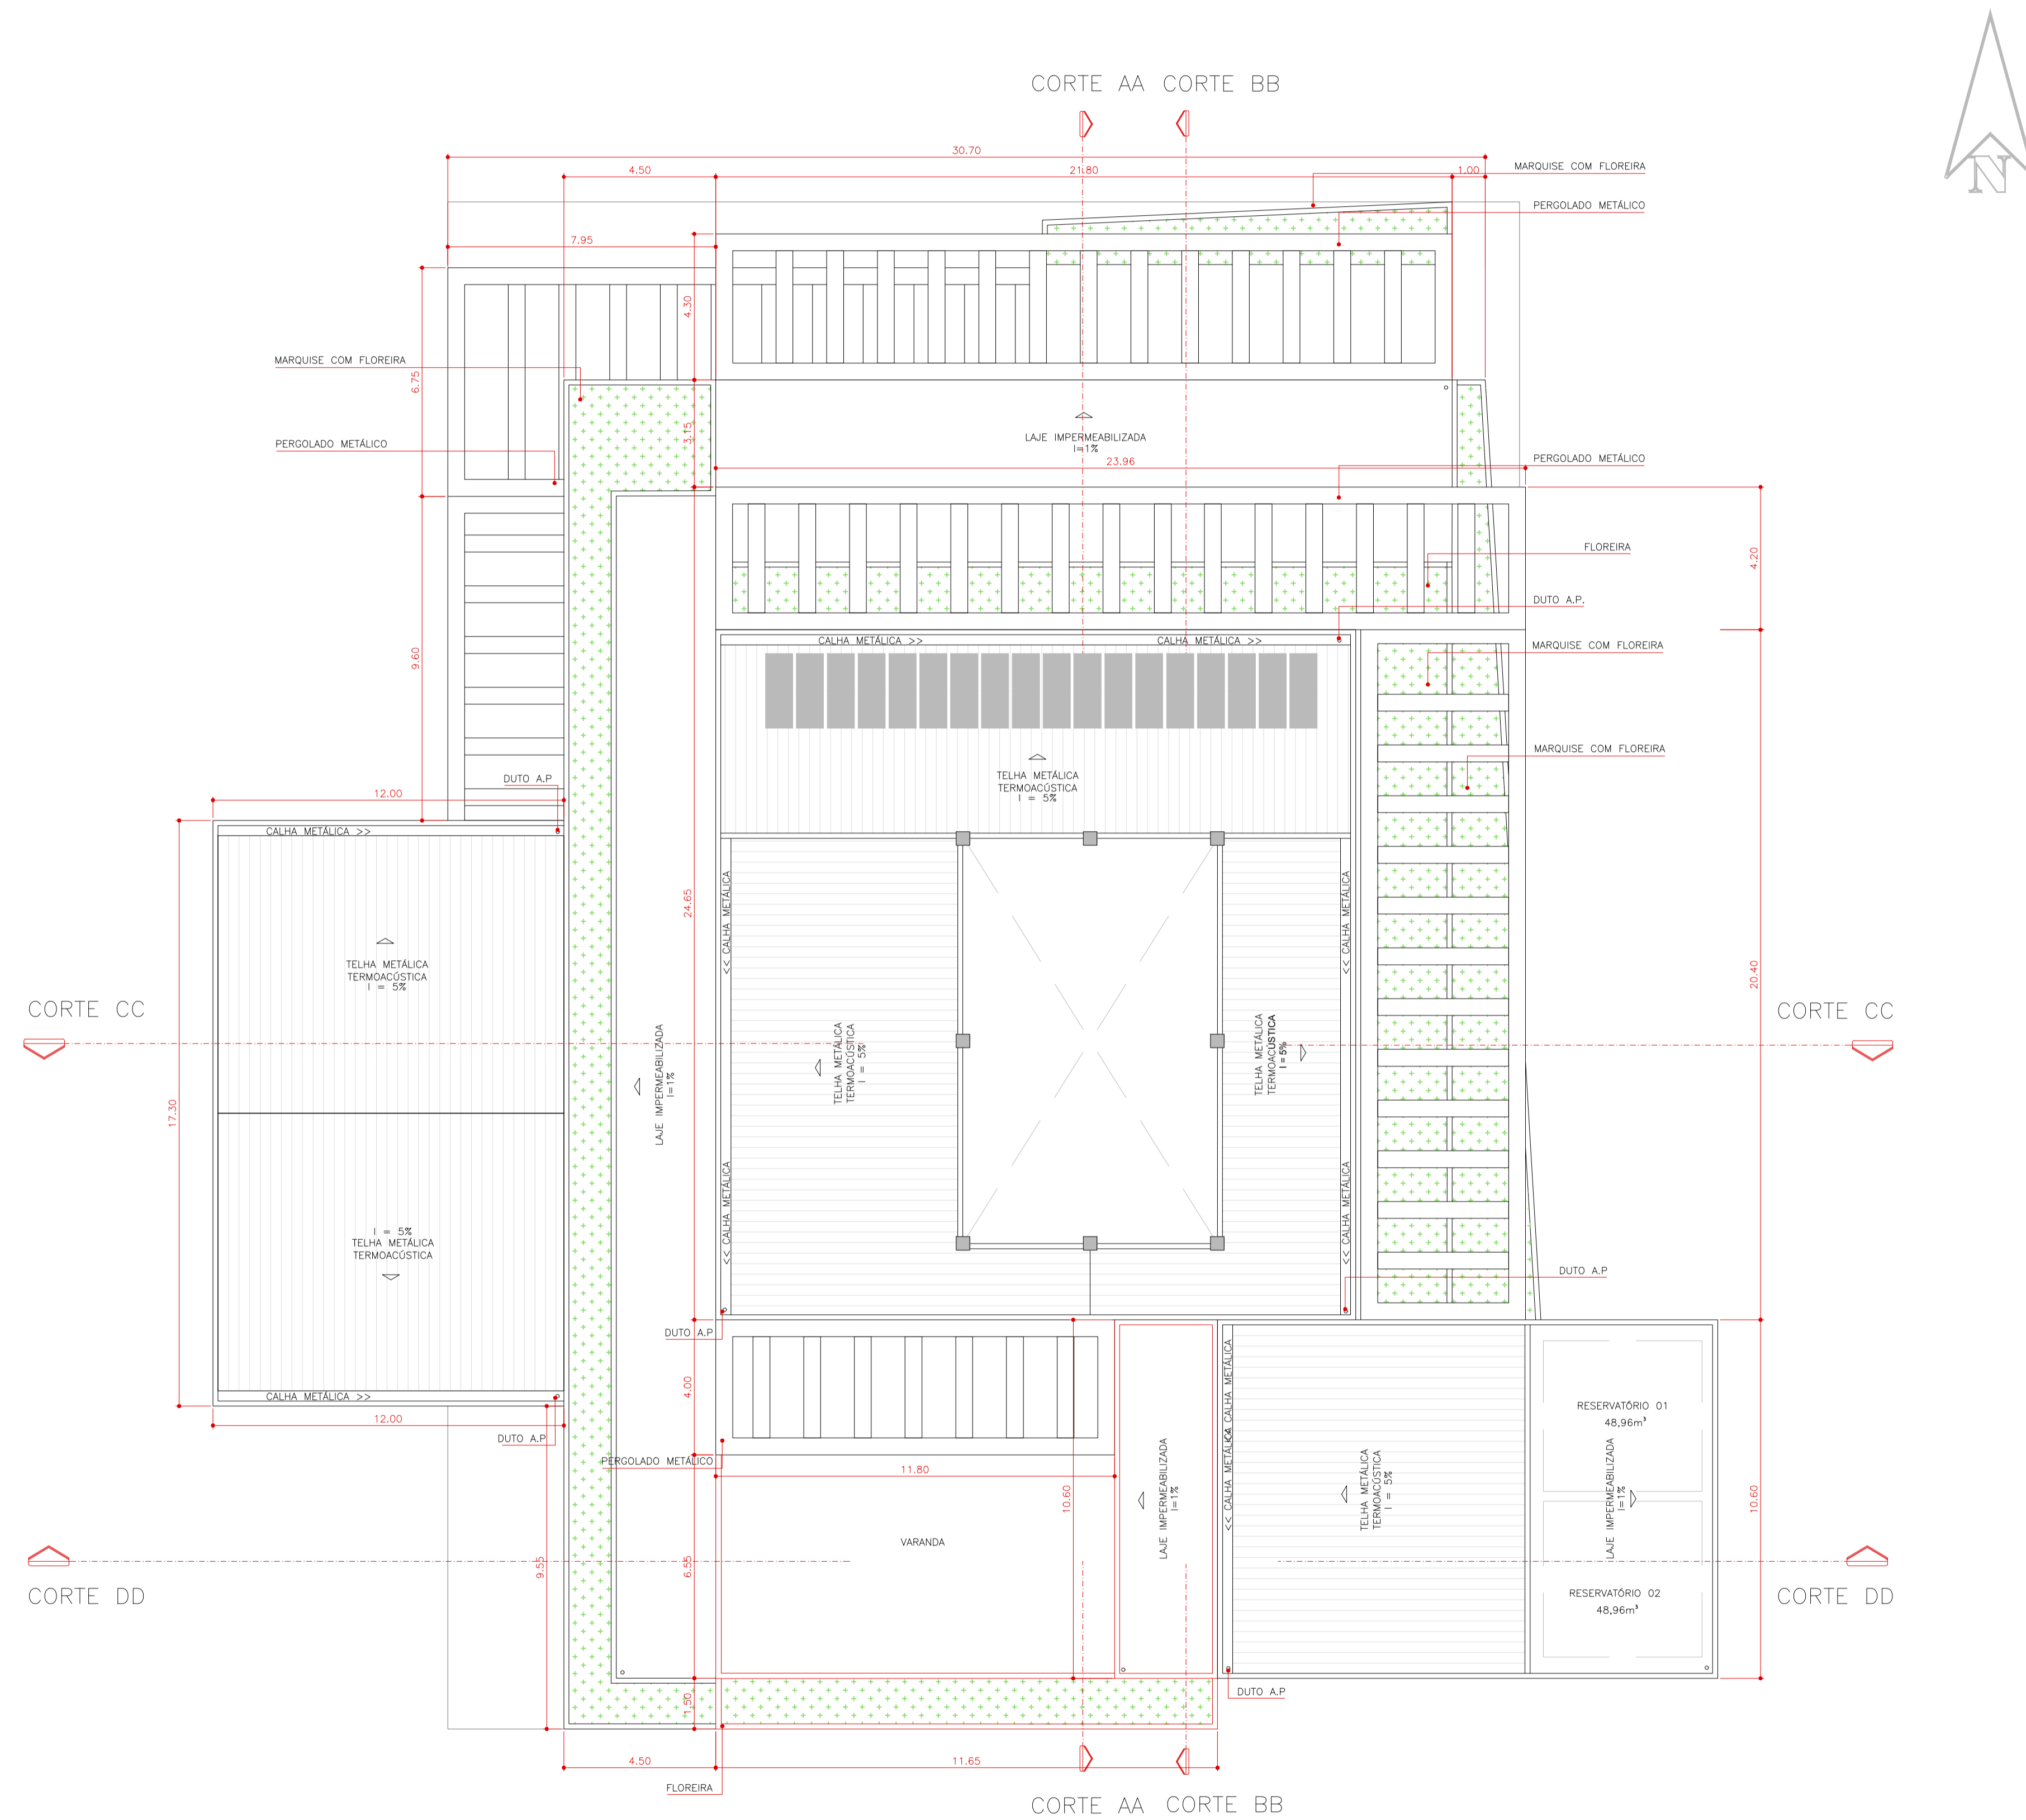 CORTE AA CORTE BB
N
30.70
4.50
21.80
1.00
MARQUISE COM FLOREIRA
PERGOLADO METÁLICO
7.95
4.30
MARQUISE COM FLOREIRA
6.75
3.15
LAJE IMPERMEABILIZADA
I=1%
PERGOLADO METÁLICO
23.96
PERGOLADO METÁLICO
FLOREIRA
4.20
DUTO A.P.
CALHA METÁLICA >>
CALHA METÁLICA >>
MARQUISE COM FLOREIRA
9.60
MARQUISE COM FLOREIRA
TELHA METÁLICA
TERMOACÚSTICA
I = 5%
DUTO A.P
12.00
CALHA METÁLICA >>
24.65
<< CALHA METÁLICA
<< CALHA METÁLICA
TELHA METÁLICA
TERMOACÚSTICA
I = 5%
20.40
CORTE CC
CORTE CC
LAJE IMPERMEABILIZADA
I=1%
TELHA METÁLICA
TERMOACÚSTICA
I = 5%
TELHA METÁLICA
TERMOACÚSTICA
I = 5%
17.30
<< CALHA METÁLICA
<< CALHA METÁLICA
I = 5%
TELHA METÁLICA
TERMOACÚSTICA
DUTO A.P
DUTO A.P
4.00
CALHA METÁLICA >>
12.00
DUTO A.P
<< CALHA METÁLICA
<< CALHA METÁLICA
RESERVATÓRIO 01
48,96m³
PERGOLADO METÁLICO
11.80
10.60
LAJE IMPERMEABILIZADA
I=1%
TELHA METÁLICA
TERMOACÚSTICA
I = 5%
LAJE IMPERMEABILIZADA
I=1%
10.60
VARANDA
9.55
6.55
CORTE DD
CORTE DD
RESERVATÓRIO 02
48,96m³
1.50
DUTO A.P
4.50
11.65
FLOREIRA
CORTE AA CORTE BB